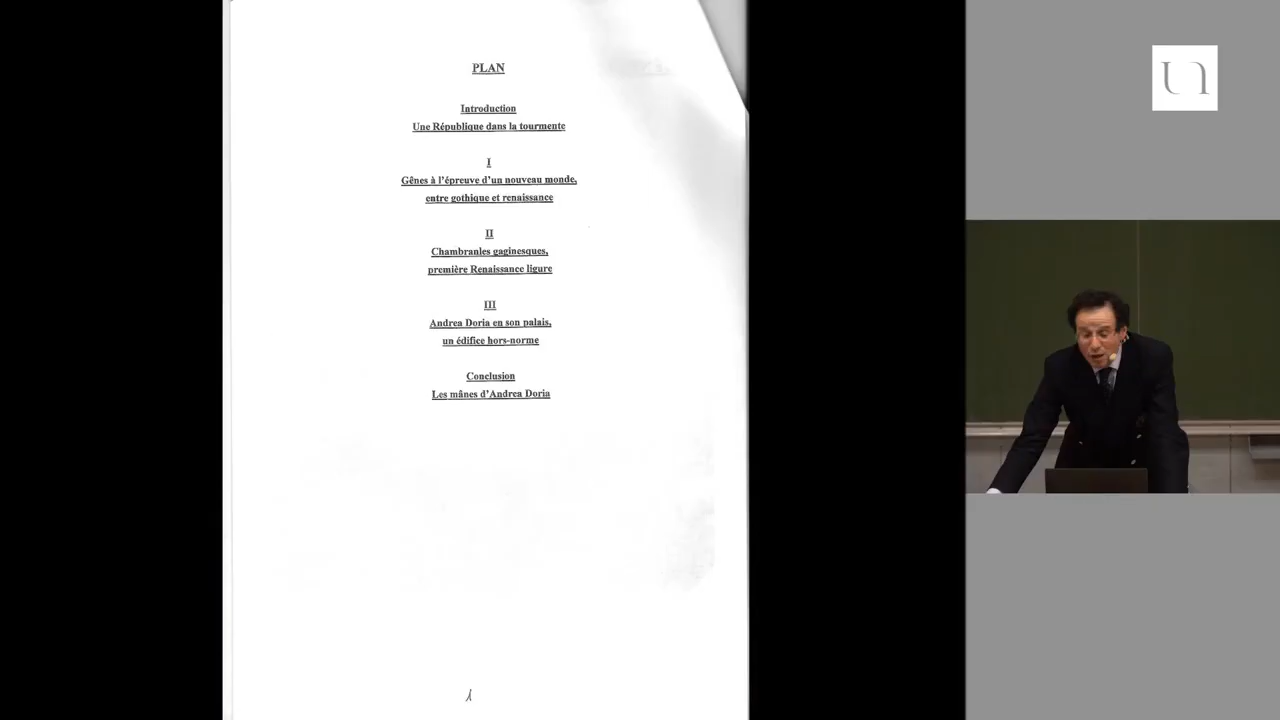 PLAN
Introduction
Une République dans la tourmente
I
Gênes à l'épreuve d'un nouveau monde,
entre gothique et renaissance
II
Chambranles gaginesques,
première Renaissance ligure
III
Andrea Doria en son palais,
un édifice hors-norme
Conclusion
Les mânes d'Andrea Doria